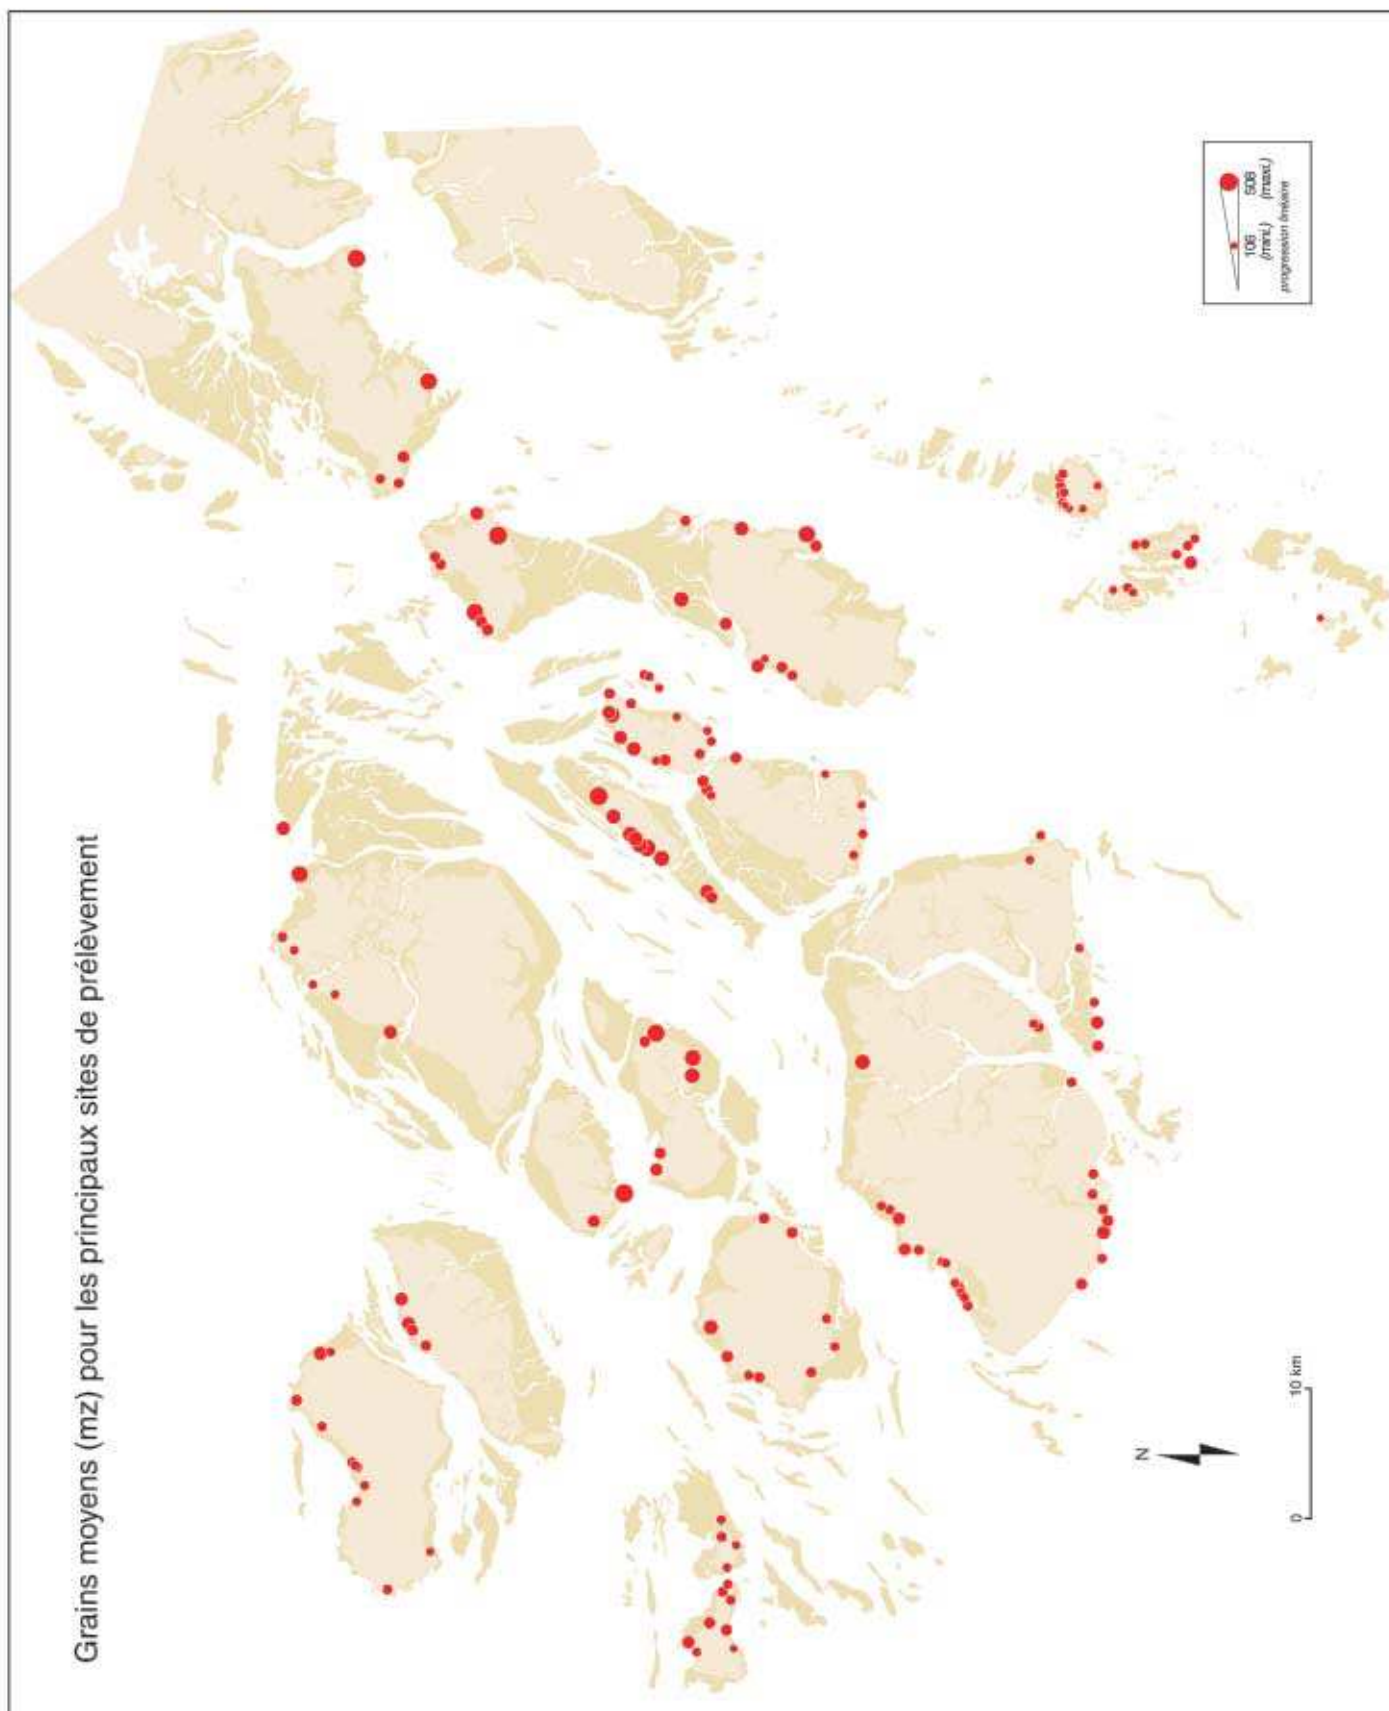 Grains moyens (mz) pour les principaux sites de prélèvement
N
0 10 km
106 508
(mini.) (maxi.)
progression linéaire